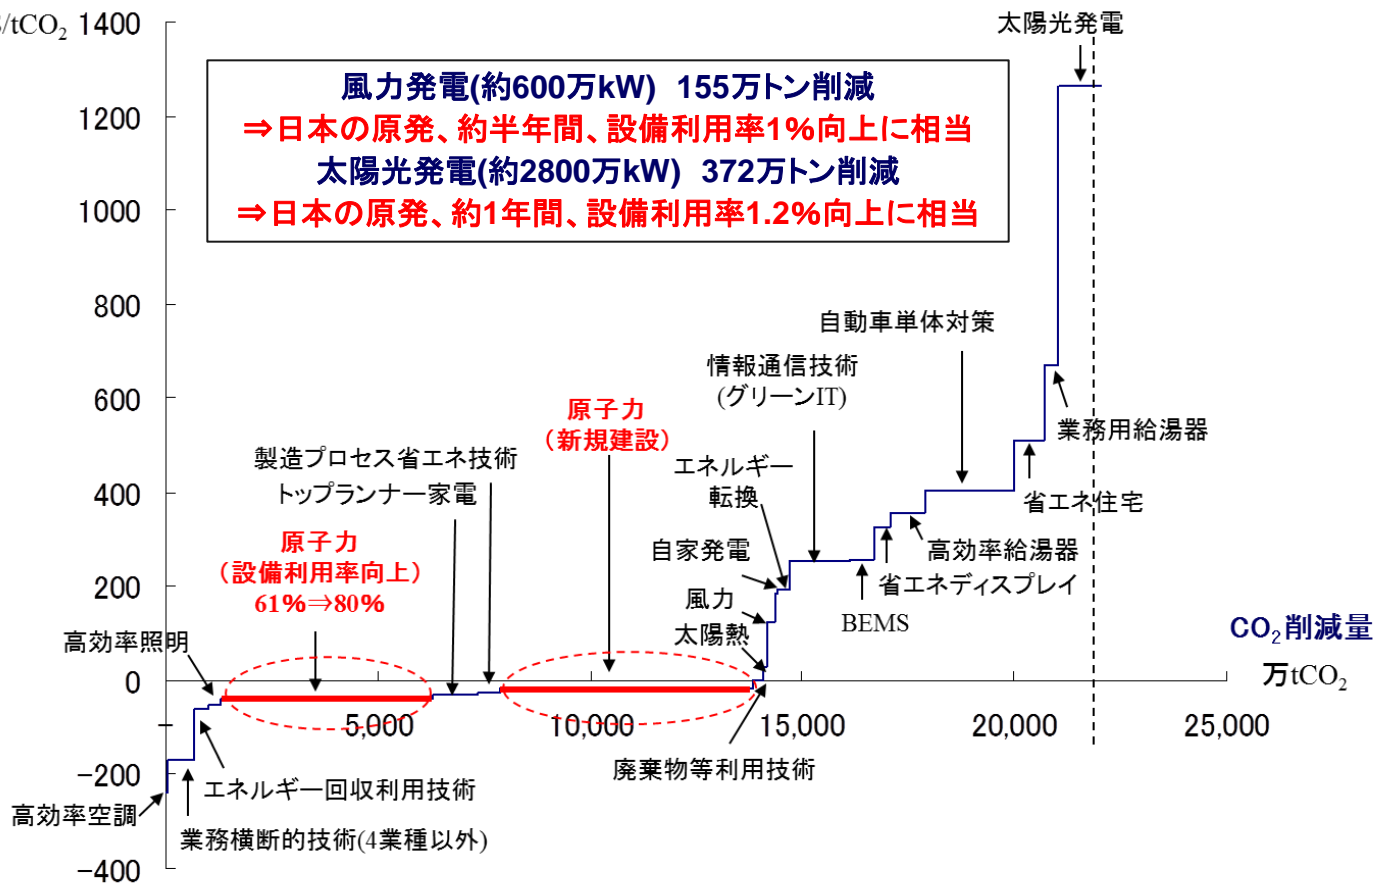 /tCO₂
1400
1200
1000
800
600
400
200
0
−200
−400
風力発電(約600万kW) 155万トン削減
⇒日本の原発、約半年間、設備利用率1%向上に相当
太陽光発電(約2800万kW) 372万トン削減
⇒日本の原発、約1年間、設備利用率1.2%向上に相当
太陽光発電
自動車単体対策
情報通信技術
(グリーンIT)
原子力
（新規建設）
業務用給湯器
製造プロセス省エネ技術
エネルギー
転換
トップランナー家電
省エネ住宅
原子力
（設備利用率向上）
61%⇒80%
自家発電
高効率給湯器
省エネディスプレイ
風力
BEMS
高効率照明
太陽熱
CO₂削減量
万tCO₂
5,000
10,000
15,000
20,000
25,000
廃棄物等利用技術
エネルギー回収利用技術
高効率空調
業務横断的技術(4業種以外)